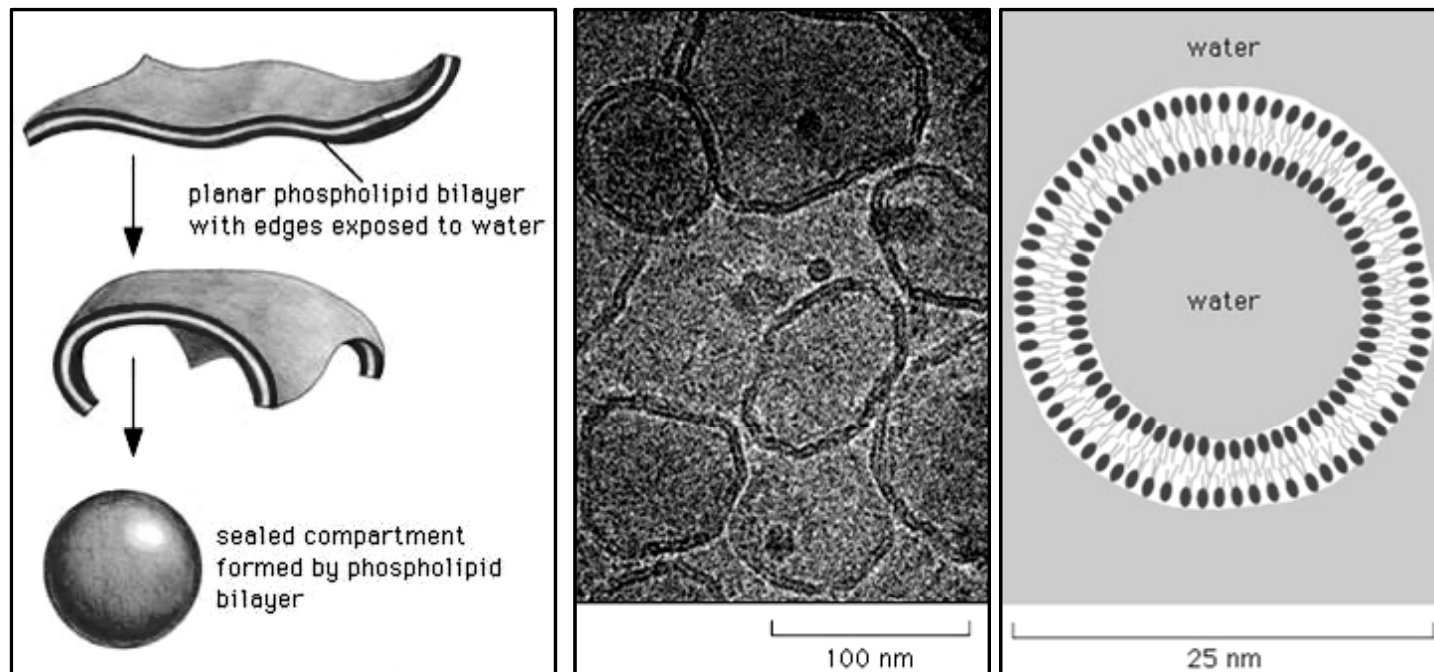 planar phospholipid bilayer
with edges exposed to water
sealed compartment
formed by phospholipid
bilayer
100 nm
water
water
25 nm